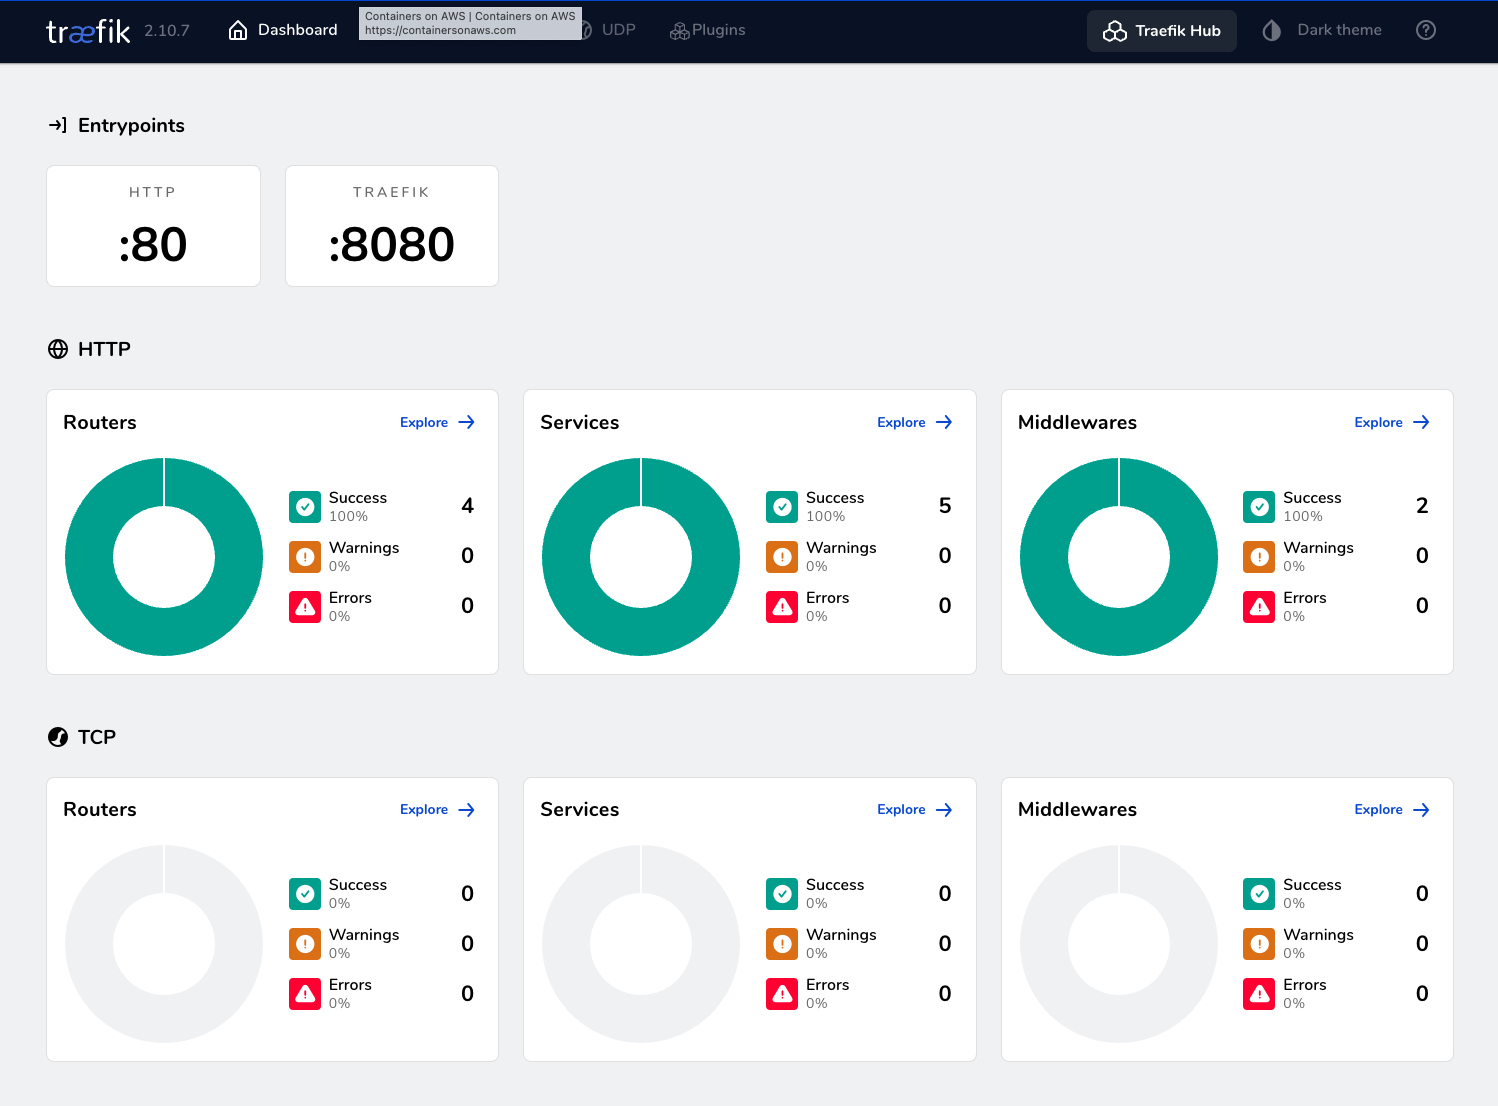 træfik 2.10.7 Dashboard UDP Plugins Traefik Hub Dark theme
Containers on AWS | Containers on AWS
https://containersonaws.com
Entrypoints
HTTP
:80
TRAEFIK
:8080
HTTP
Routers Explore
Success 4
100%
Warnings 0
0%
Errors 0
0%
Services Explore
Success 5
100%
Warnings 0
0%
Errors 0
0%
Middlewares Explore
Success 2
100%
Warnings 0
0%
Errors 0
0%
TCP
Routers Explore
Success 0
0%
Warnings 0
0%
Errors 0
0%
Services Explore
Success 0
0%
Warnings 0
0%
Errors 0
0%
Middlewares Explore
Success 0
0%
Warnings 0
0%
Errors 0
0%